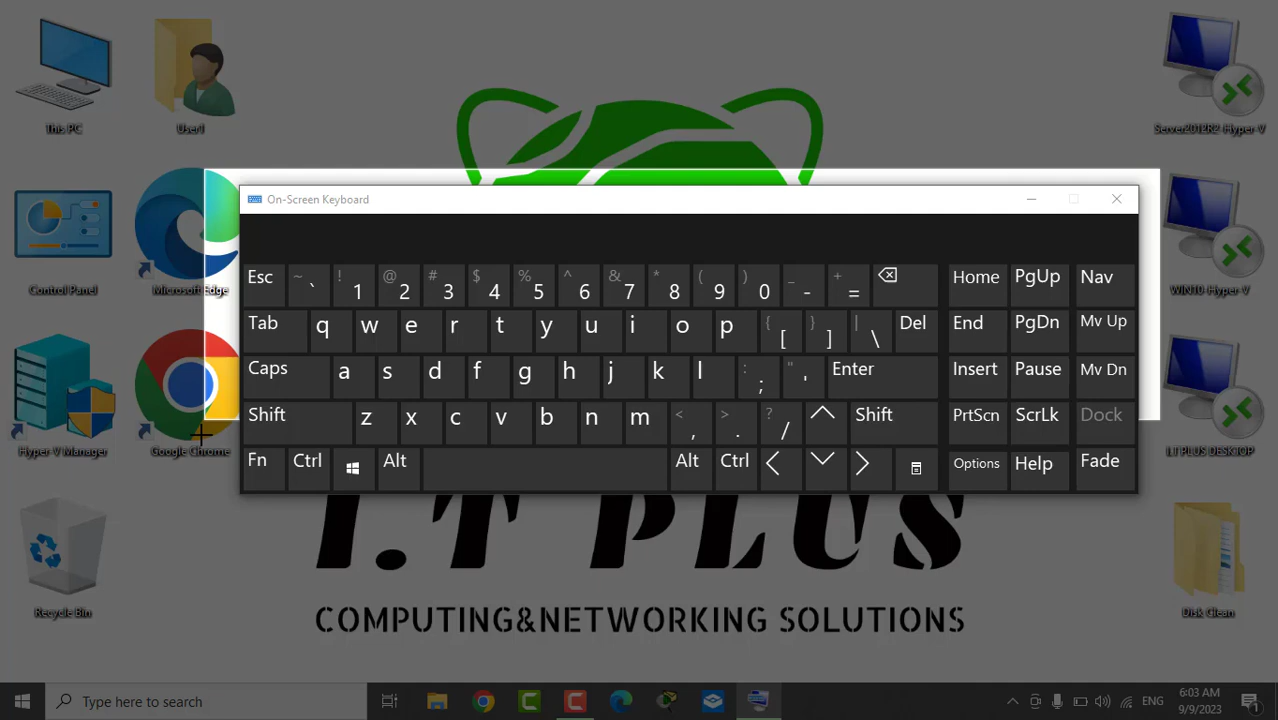 This PC
User1
Server2012R2-Hyper-V
Control Panel
Microsoft Edge
WIN10-Hyper-V
Hyper-V Manager
Google Chrome
I.T PLUS DESKTOP
Recycle Bin
Disk Clean
On-Screen Keyboard
Esc ~ ` ! 1 @ 2 # 3 $ 4 % 5 ^ 6 & 7 * 8 ( 9 ) 0 _ - + = Home PgUp Nav
Tab q w e r t y u i o p { [ } ] | \ Del End PgDn Mv Up
Caps a s d f g h j k l : ; " ' Enter Insert Pause Mv Dn
Shift z x c v b n m < , > . ? / Shift PrtScn ScrLk Dock
Fn Ctrl Alt Alt Ctrl Options Help Fade
I.T PLUS
COMPUTING&NETWORKING SOLUTIONS
Type here to search
ENG
6:03 AM
9/9/2023
1